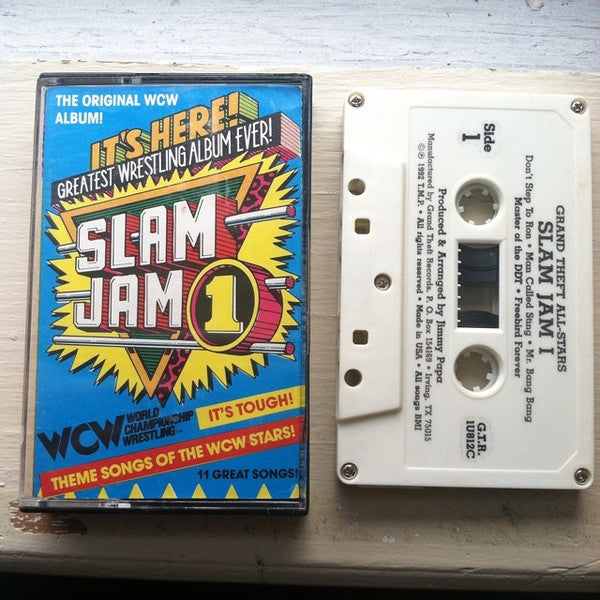 THE ORIGINAL WCW
ALBUM!
IT'S HERE!
GREATEST WRESTLING ALBUM EVER!
SLAM
JAM 1
WCW WORLD
CHAMPIONSHIP
WRESTLING
IT'S TOUGH!
THEME SONGS OF THE WCW STARS!
11 GREAT SONGS!
GRAND THEFT ALL-STARS
SLAM JAM I
Side
1
Don't Step To Ron • Man Called Sting • Mr. Bang Bang
Master of the DDT • Freebird Forever
G.T.R.
1U812C
Produced & Arranged by Jimmy Papa
Manufactured by Grand Theft Records, P. O. Box 154169 • Irving, TX 75015
©℗ 1992 T.M.P. • All rights reserved • Made in USA • All songs BMI